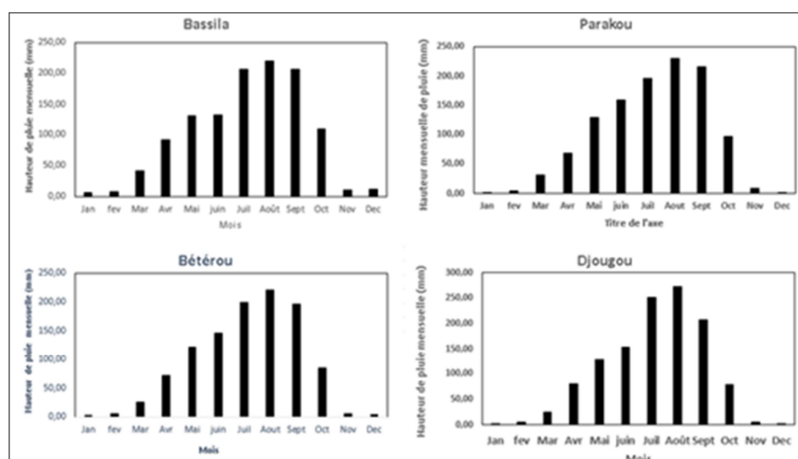 Bassila
Hauteur de pluie mensuelle (mm)
250,00
200,00
150,00
100,00
50,00
0,00
Jan fev Mar Avr Mai juin Juil Août Sept Oct Nov Dec
Mois
Parakou
Hauteur mensuelle de pluie (mm)
250,00
200,00
150,00
100,00
50,00
0,00
Jan fev Mar Avr Mai juin Juil Aout Sept Oct Nov Dec
Titre de l'axe
Bétérou
Hauteur de pluie mensuelle (mm)
250,00
200,00
150,00
100,00
50,00
0,00
Jan fev Mar Avr Mai juin Juil Aout Sept Oct Nov Dec
Mois
Djougou
Hauteur de pluie mensuelle (mm)
300,00
250,00
200,00
150,00
100,00
50,00
0,00
Jan fev Mar Avr Mai juin Juil Août Sept Oct Nov Dec
Mois